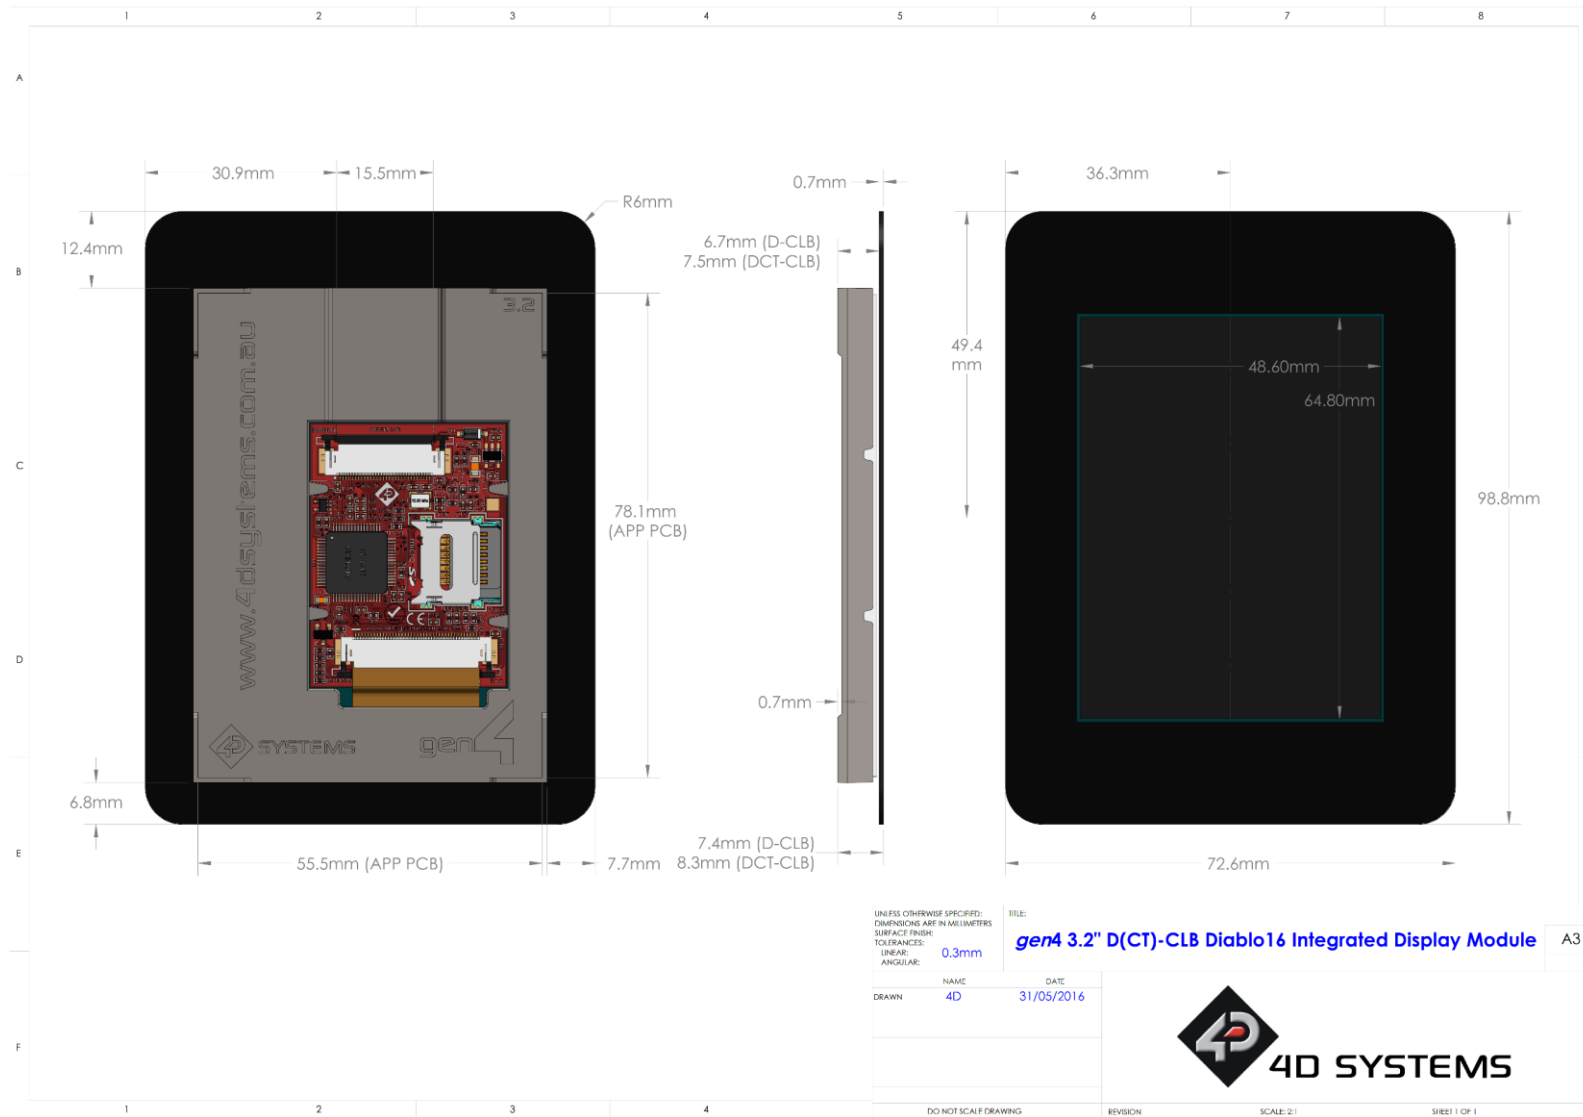 1 2 3 4 5 6 7 8
A
30.9mm
15.5mm
0.7mm
36.3mm
R6mm
12.4mm
6.7mm (D-CLB)
7.5mm (DCT-CLB)
B
3.2
www.4dsystems.com.au
49.4
mm
48.60mm
64.80mm
C
78.1mm
(APP PCB)
98.8mm
CE
D
0.7mm
4D SYSTEMS
gen4
6.8mm
7.4mm (D-CLB)
8.3mm (DCT-CLB)
E
55.5mm (APP PCB)
7.7mm
72.6mm
UNLESS OTHERWISE SPECIFIED:
DIMENSIONS ARE IN MILLIMETERS
SURFACE FINISH:
TOLERANCES:
LINEAR: 0.3mm
ANGULAR:
TITLE:
gen4 3.2" D(CT)-CLB Diablo16 Integrated Display Module
A3
NAME DATE
DRAWN 4D 31/05/2016
F
4D SYSTEMS
1 2 3 4
DO NOT SCALE DRAWING
REVISION
SCALE: 2:1
SHEET 1 OF 1